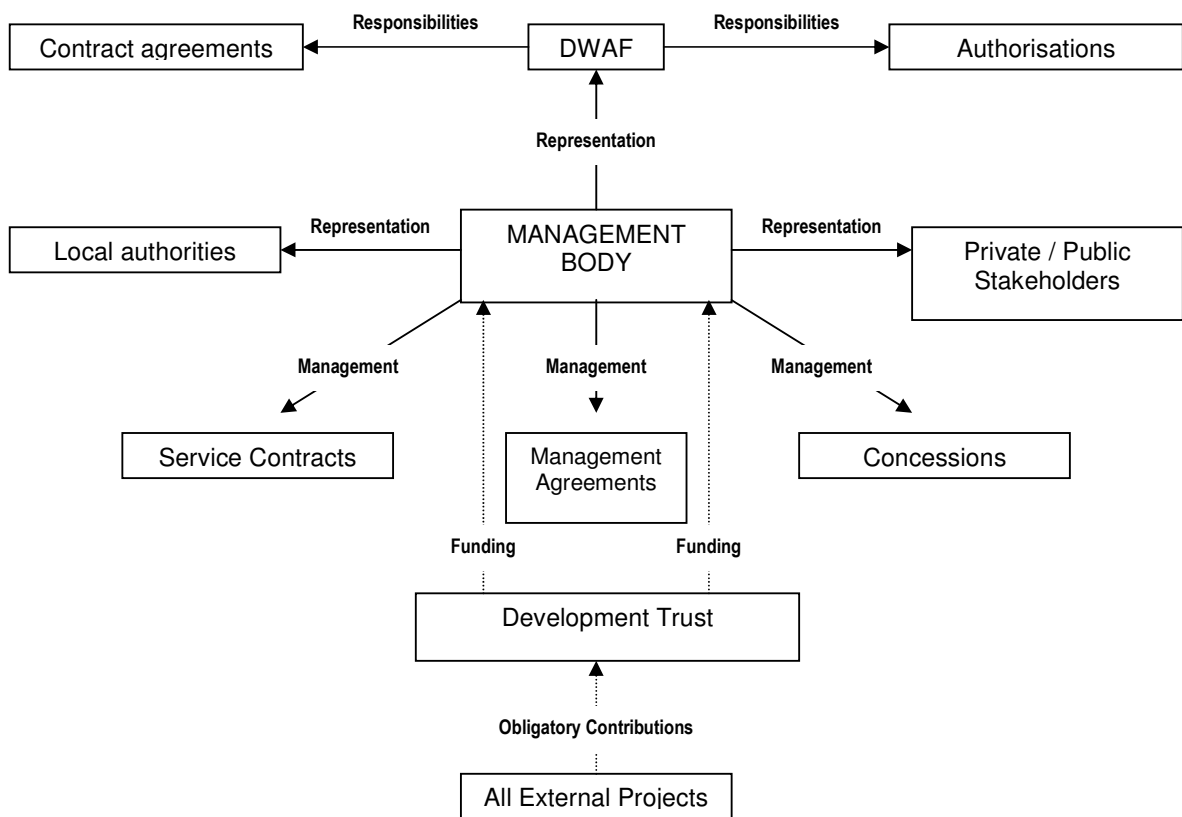 Responsibilities
Responsibilities
Contract agreements
DWAF
Authorisations
Representation
Representation
MANAGEMENT
BODY
Representation
Local authorities
Private / Public
Stakeholders
Management
Management
Management
Service Contracts
Management
Agreements
Concessions
Funding
Funding
Development Trust
Obligatory Contributions
All External Projects